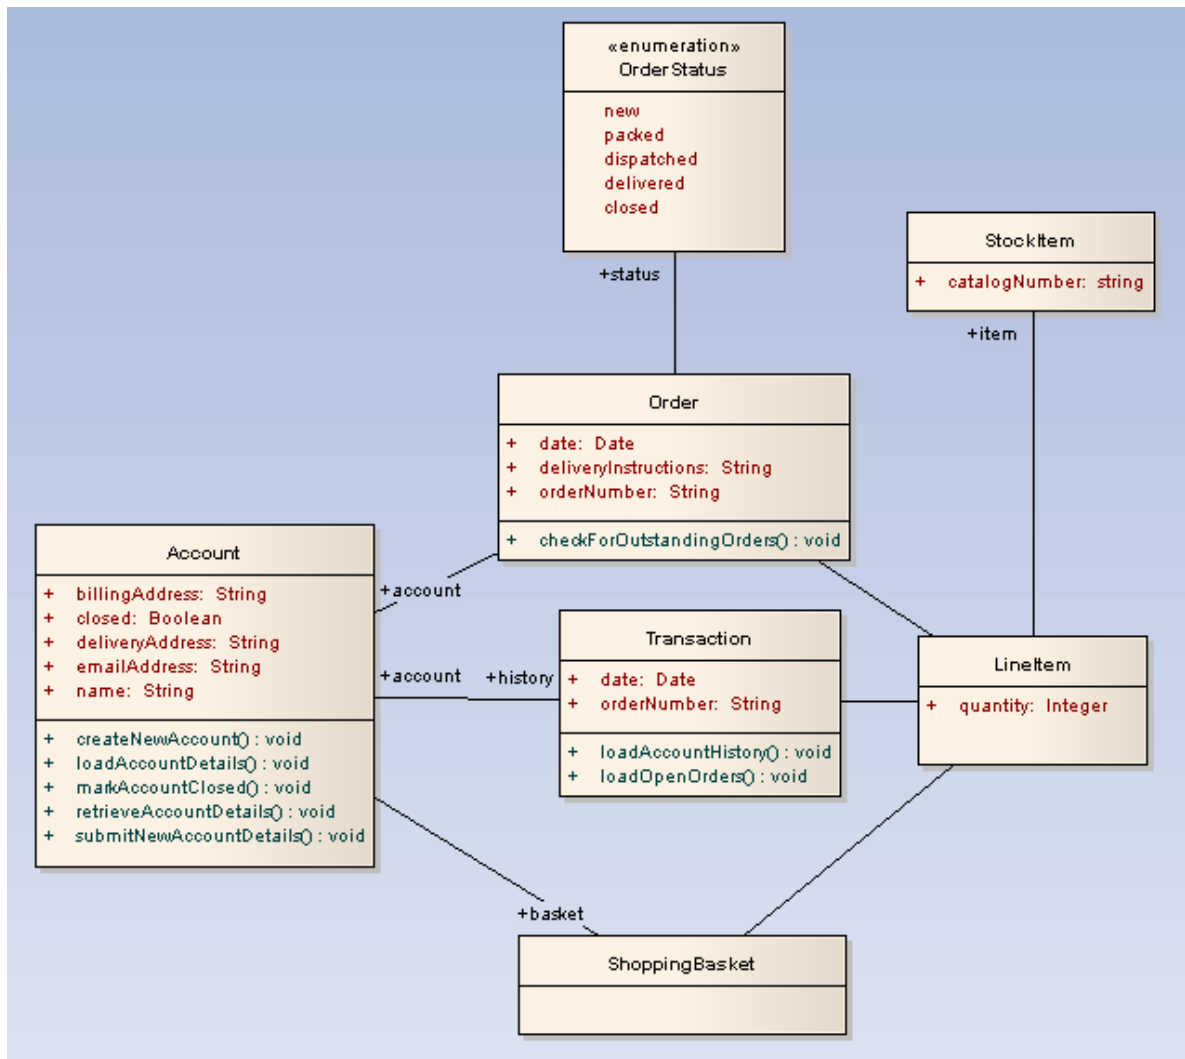 «enumeration»
OrderStatus
new
packed
dispatched
delivered
closed
+status
StockItem
+ catalogNumber: string
+item
Order
+ date: Date
+ deliveryInstructions: String
+ orderNumber: String
+ checkForOutstandingOrders() : void
Account
+ billingAddress: String
+ closed: Boolean
+ deliveryAddress: String
+ emailAddress: String
+ name: String
+ createNewAccount() : void
+ loadAccountDetails() : void
+ markAccountClosed() : void
+ retrieveAccountDetails() : void
+ submitNewAccountDetails() : void
+account
+account
+history
Transaction
+ date: Date
+ orderNumber: String
+ loadAccountHistory() : void
+ loadOpenOrders() : void
LineItem
+ quantity: Integer
+basket
ShoppingBasket